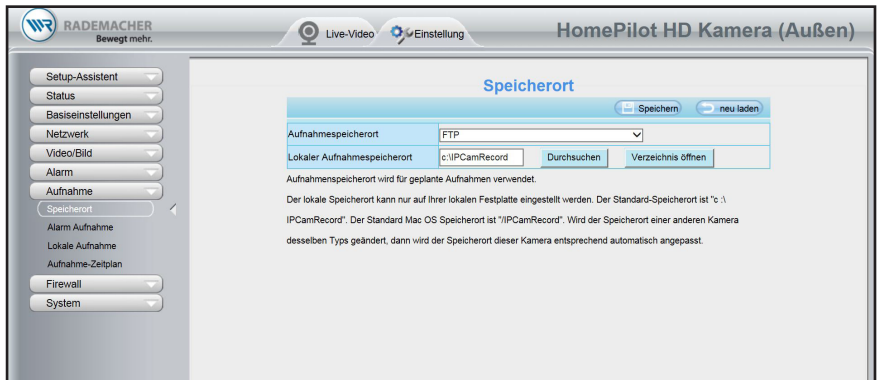 RADEMACHER
Bewegt mehr.
Live-Video
Einstellung
HomePilot HD Kamera (Außen)
Setup-Assistent
Status
Basiseinstellungen
Netzwerk
Video/Bild
Alarm
Aufnahme
Speicherort
Alarm Aufnahme
Lokale Aufnahme
Aufnahme-Zeitplan
Firewall
System
Speicherort
Speichern
neu laden
Aufnahmespeicherort
FTP
Lokaler Aufnahmespeicherort
c:\IPCamRecord
Durchsuchen
Verzeichnis öffnen
Aufnahmenspeicherort wird für geplante Aufnahmen verwendet.
Der lokale Speicherort kann nur auf Ihrer lokalen Festplatte eingestellt werden. Der Standard-Speicherort ist "c :\
IPCamRecord". Der Standard Mac OS Speicherort ist "/IPCamRecord". Wird der Speicherort einer anderen Kamera
desselben Typs geändert, dann wird der Speicherort dieser Kamera entsprechend automatisch angepasst.